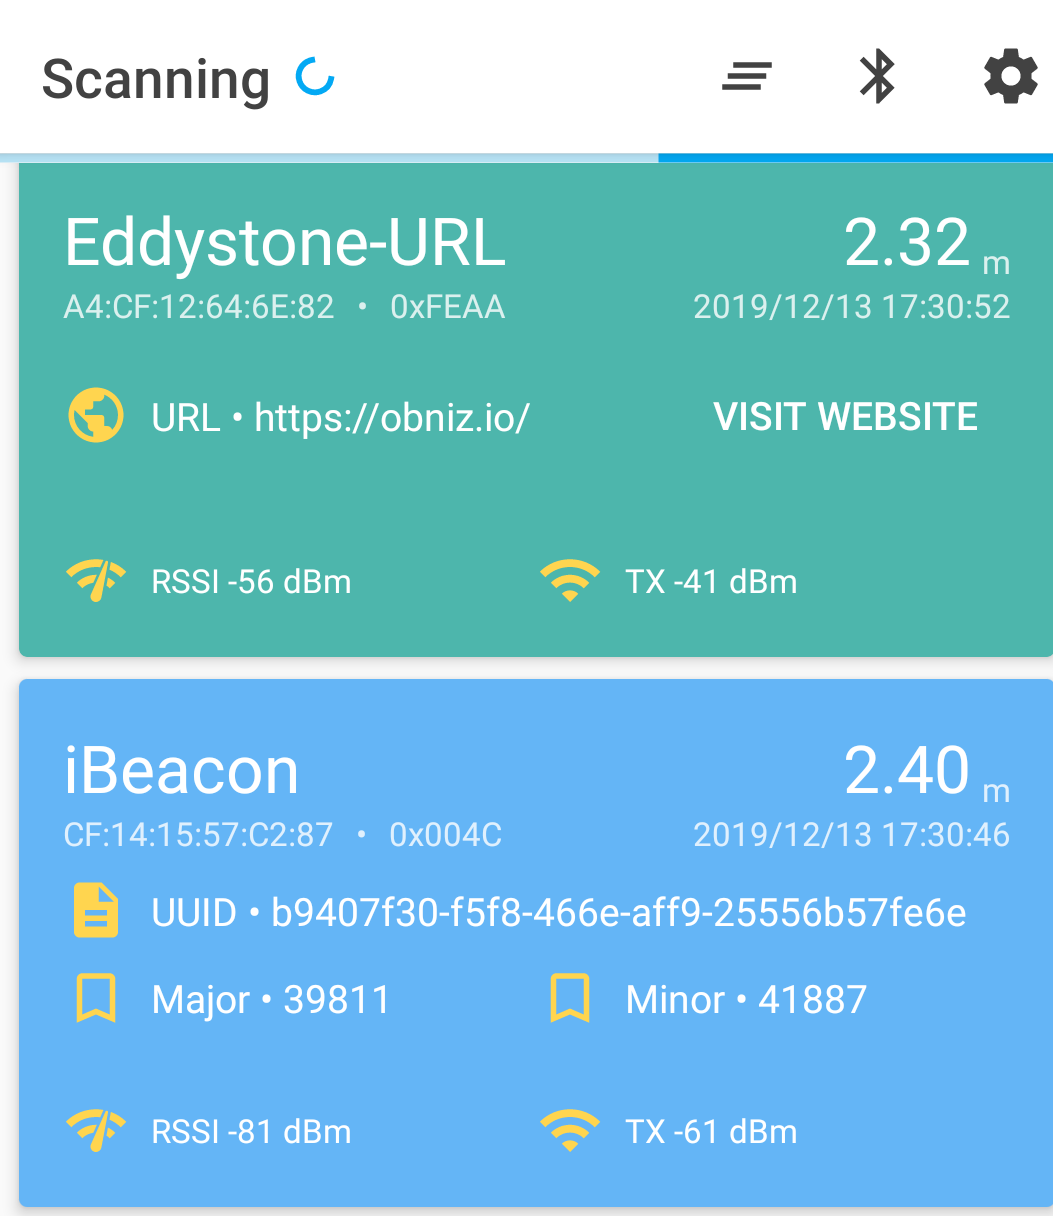 Scanning
Eddystone-URL 2.32 m
A4:CF:12:64:6E:82 • 0xFEAA 2019/12/13 17:30:52
URL • https://obniz.io/ VISIT WEBSITE
RSSI -56 dBm TX -41 dBm
iBeacon 2.40 m
CF:14:15:57:C2:87 • 0x004C 2019/12/13 17:30:46
UUID • b9407f30-f5f8-466e-aff9-25556b57fe6e
Major • 39811 Minor • 41887
RSSI -81 dBm TX -61 dBm